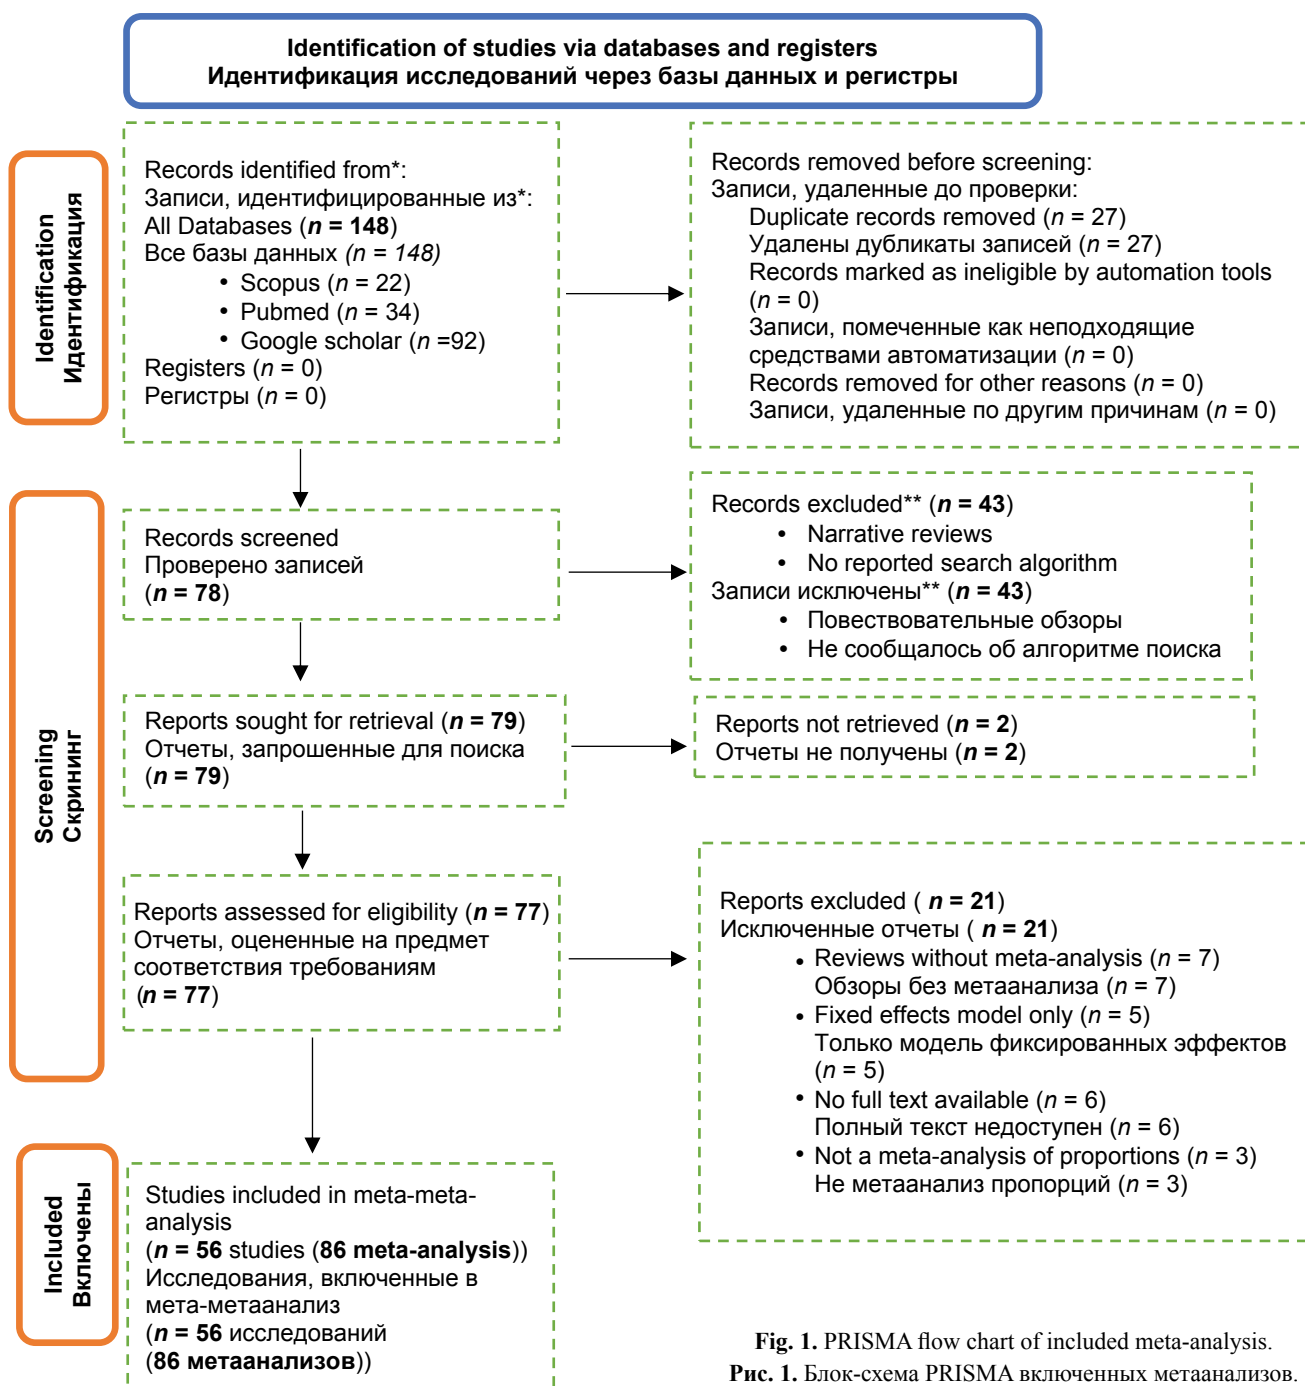 Identification of studies via databases and registers
Идентификация исследований через базы данных и регистры
Identification
Идентификация
Records identified from*:
Записи, идентифицированные из*:
All Databases (n = 148)
Все базы данных (n = 148)
• Scopus (n = 22)
• Pubmed (n = 34)
• Google scholar (n =92)
Registers (n = 0)
Регистры (n = 0)
Records removed before screening:
Записи, удаленные до проверки:
Duplicate records removed (n = 27)
Удалены дубликаты записей (n = 27)
Records marked as ineligible by automation tools
(n = 0)
Записи, помеченные как неподходящие
средствами автоматизации (n = 0)
Records removed for other reasons (n = 0)
Записи, удаленные по другим причинам (n = 0)
Screening
Скрининг
Records screened
Проверено записей
(n = 78)
Records excluded** (n = 43)
• Narrative reviews
• No reported search algorithm
Записи исключены** (n = 43)
• Повествовательные обзоры
• Не сообщалось об алгоритме поиска
Reports sought for retrieval (n = 79)
Отчеты, запрошенные для поиска
(n = 79)
Reports not retrieved (n = 2)
Отчеты не получены (n = 2)
Reports assessed for eligibility (n = 77)
Отчеты, оцененные на предмет
соответствия требованиям
(n = 77)
Reports excluded ( n = 21)
Исключенные отчеты ( n = 21)
• Reviews without meta-analysis (n = 7)
Обзоры без метаанализа (n = 7)
• Fixed effects model only (n = 5)
Только модель фиксированных эффектов
(n = 5)
• No full text available (n = 6)
Полный текст недоступен (n = 6)
• Not a meta-analysis of proportions (n = 3)
Не метаанализ пропорций (n = 3)
Included
Включены
Studies included in meta-meta-
analysis
(n = 56 studies (86 meta-analysis))
Исследования, включенные в
мета-метаанализ
(n = 56 исследований
(86 метаанализов))
Fig. 1. PRISMA flow chart of included meta-analysis.
Рис. 1. Блок-схема PRISMA включенных метаанализов.